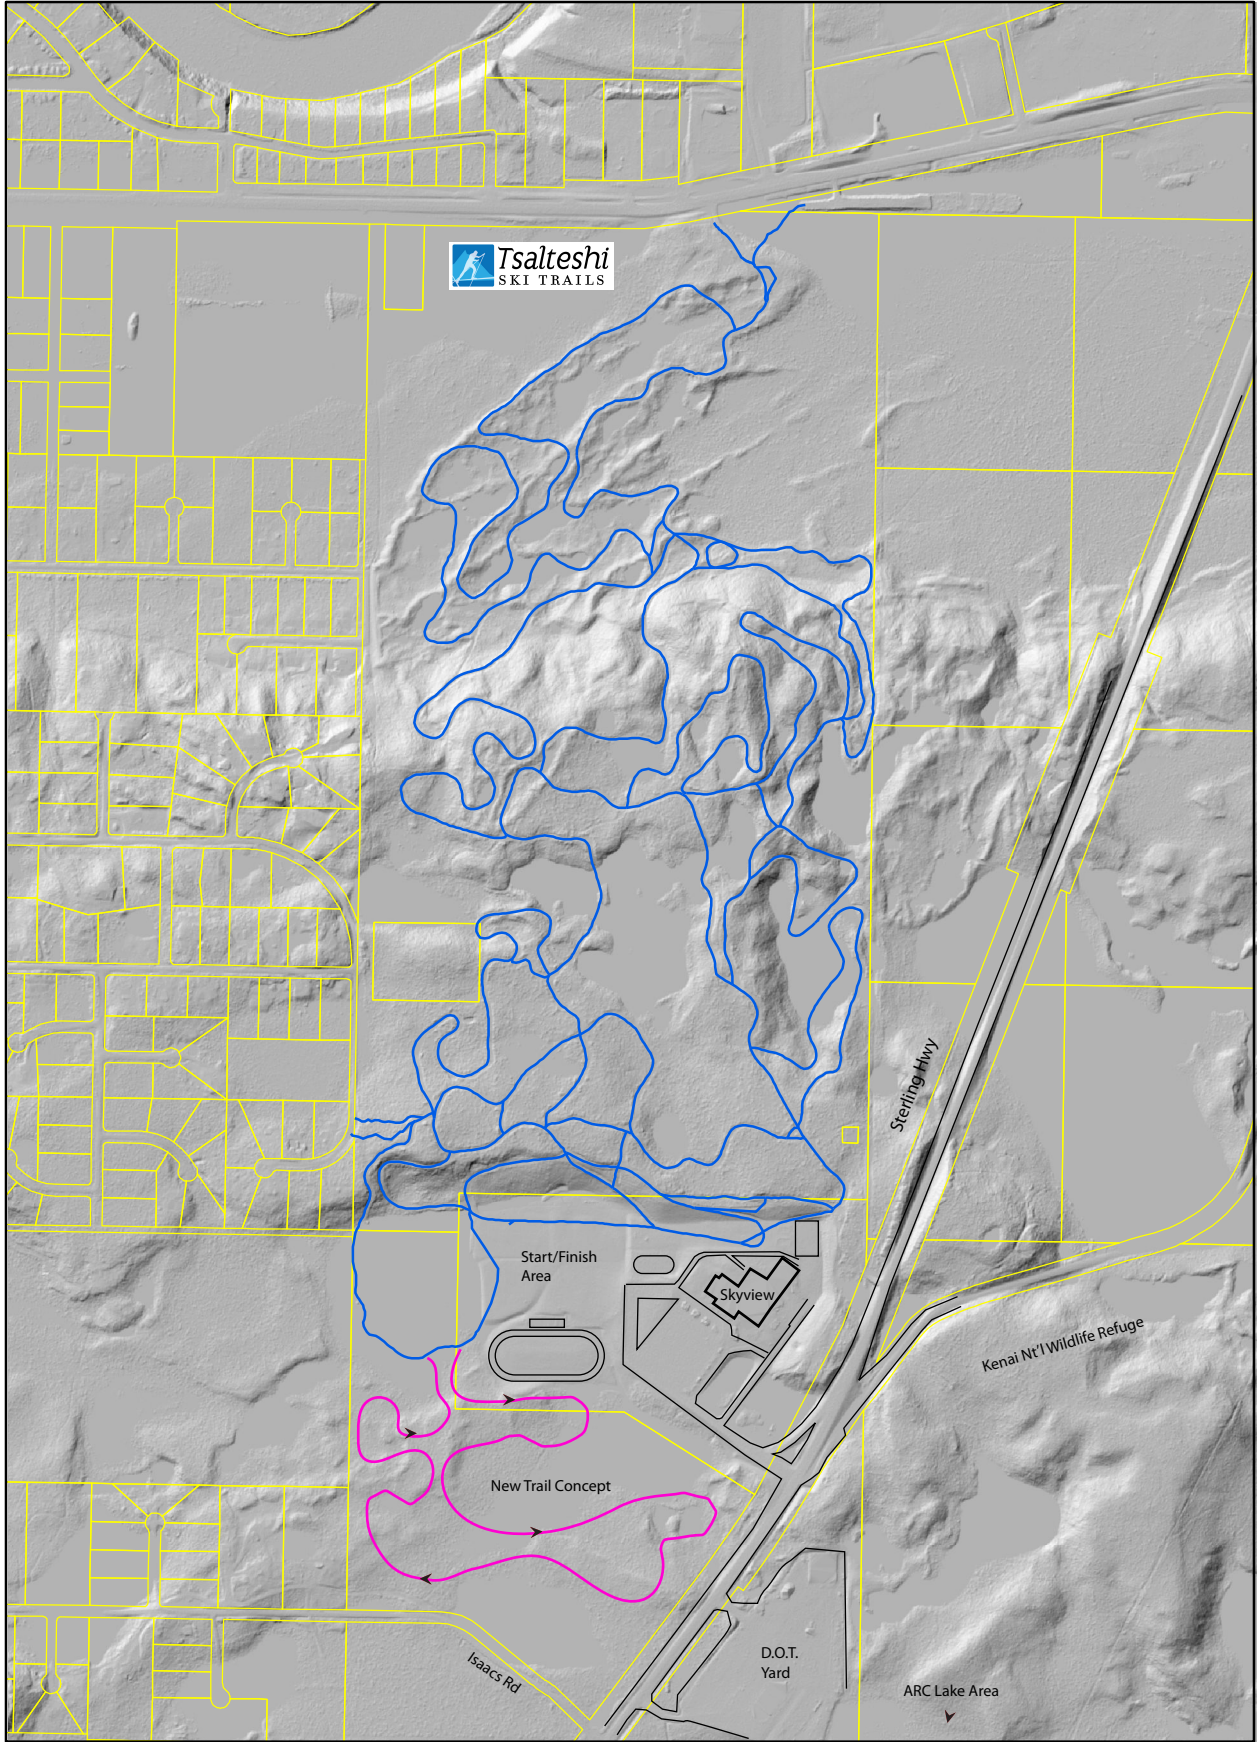 Tsalteshi
SKI TRAILS
Sterling Hwy
Start/Finish
Area
Skyview
Kenai Nt'l Wildlife Refuge
New Trail Concept
Isaacs Rd
D.O.T.
Yard
ARC Lake Area